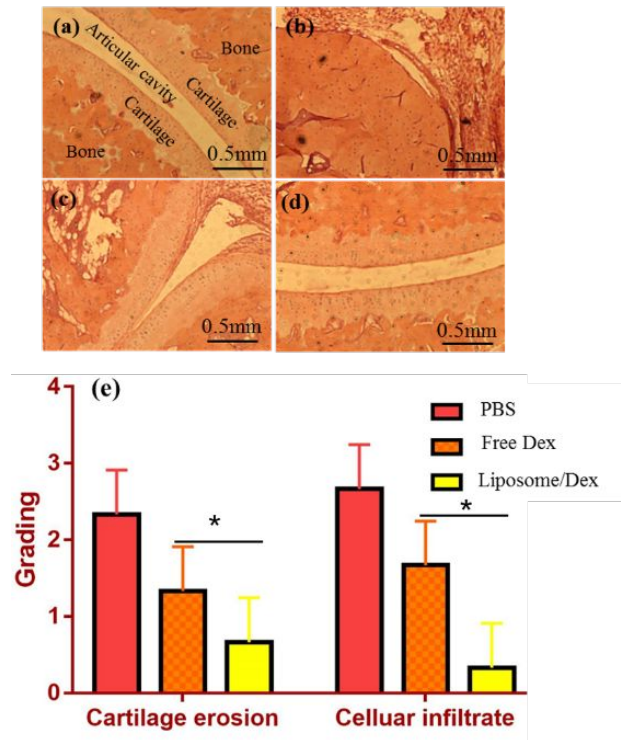 (a)
Bone
Articular cavity
Cartilage
Cartilage
Bone
0.5mm
(b)
0.5mm
(c)
0.5mm
(d)
0.5mm
(e)
4
3
2
1
0
Grading
PBS
Free Dex
Liposome/Dex
*
*
Cartilage erosion
Celluar infiltrate